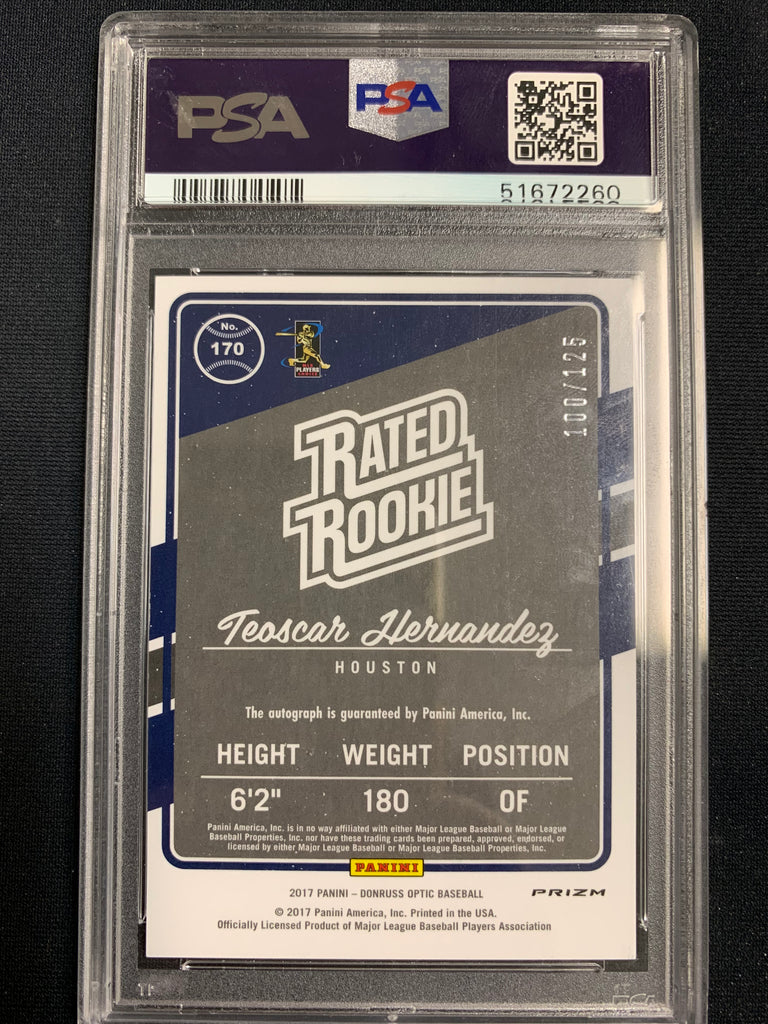 PSA
PSA
51672260
No.
170
MLB
PLAYERS
CHOICE
100/125
RATED
ROOKIE
Teoscar Hernandez
HOUSTON
The autograph is guaranteed by Panini America, Inc.
HEIGHT WEIGHT POSITION
6'2" 180 OF
Panini America, Inc. is in no way affiliated with either Major League Baseball or Major League
Baseball Properties, Inc. nor have these trading cards been prepared, approved, endorsed, or
licensed by either Major League Baseball or Major League Baseball Properties, Inc.
PANINI
2017 PANINI – DONRUSS OPTIC BASEBALL
PRIZM
© 2017 Panini America, Inc. Printed in the USA.
Officially Licensed Product of Major League Baseball Players Association
PSA